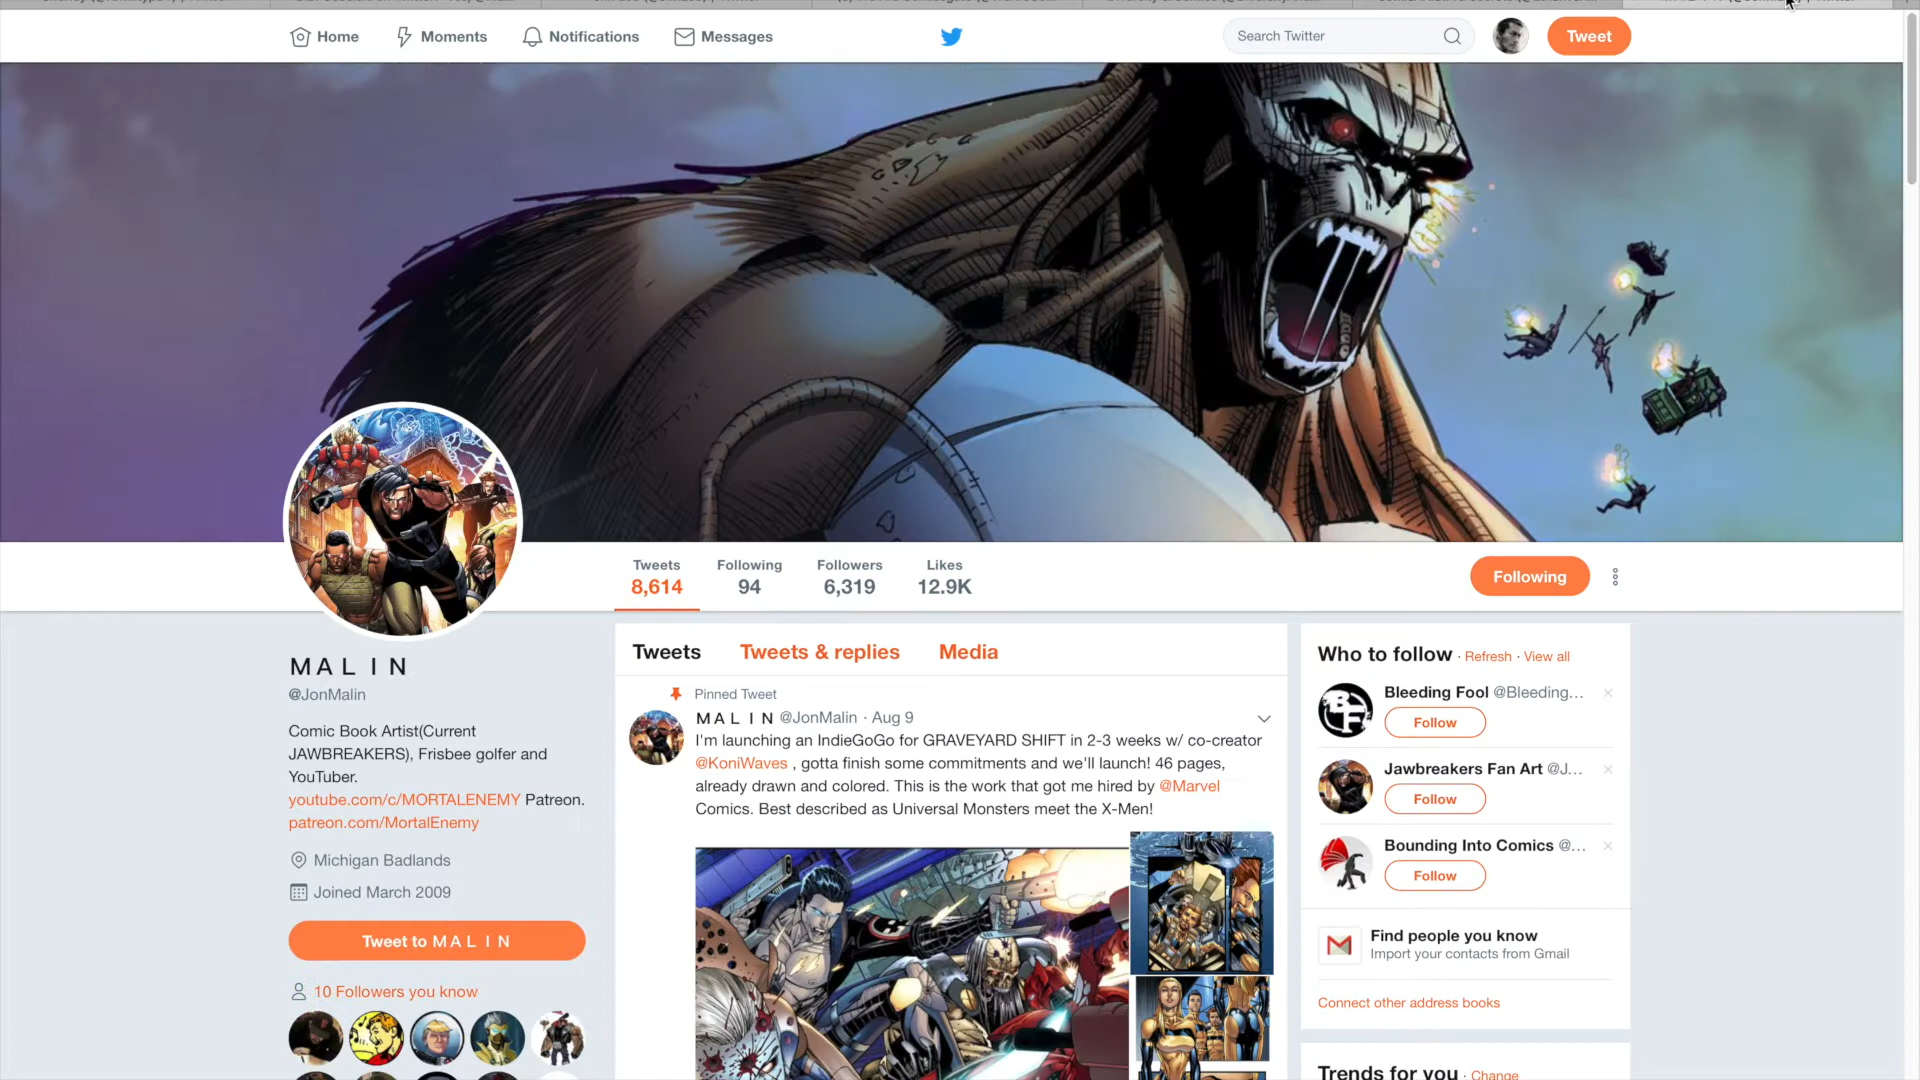 Home
Moments
Notifications
Messages
Search Twitter
Tweet
Tweets
8,614
Following
94
Followers
6,319
Likes
12.9K
Following
M A L I N
@JonMalin
Comic Book Artist(Current
JAWBREAKERS), Frisbee golfer and
YouTuber.
youtube.com/c/MORTALENEMY Patreon.
patreon.com/MortalEnemy
Michigan Badlands
Joined March 2009
Tweet to M A L I N
10 Followers you know
Tweets Tweets & replies Media
Pinned Tweet
M A L I N @JonMalin · Aug 9
I'm launching an IndieGoGo for GRAVEYARD SHIFT in 2-3 weeks w/ co-creator
@KoniWaves , gotta finish some commitments and we'll launch! 46 pages,
already drawn and colored. This is the work that got me hired by @Marvel
Comics. Best described as Universal Monsters meet the X-Men!
Who to follow · Refresh · View all
Bleeding Fool @Bleeding...
Follow
Jawbreakers Fan Art @J...
Follow
Bounding Into Comics @...
Follow
Find people you know
Import your contacts from Gmail
Connect other address books
Trends for you · Change